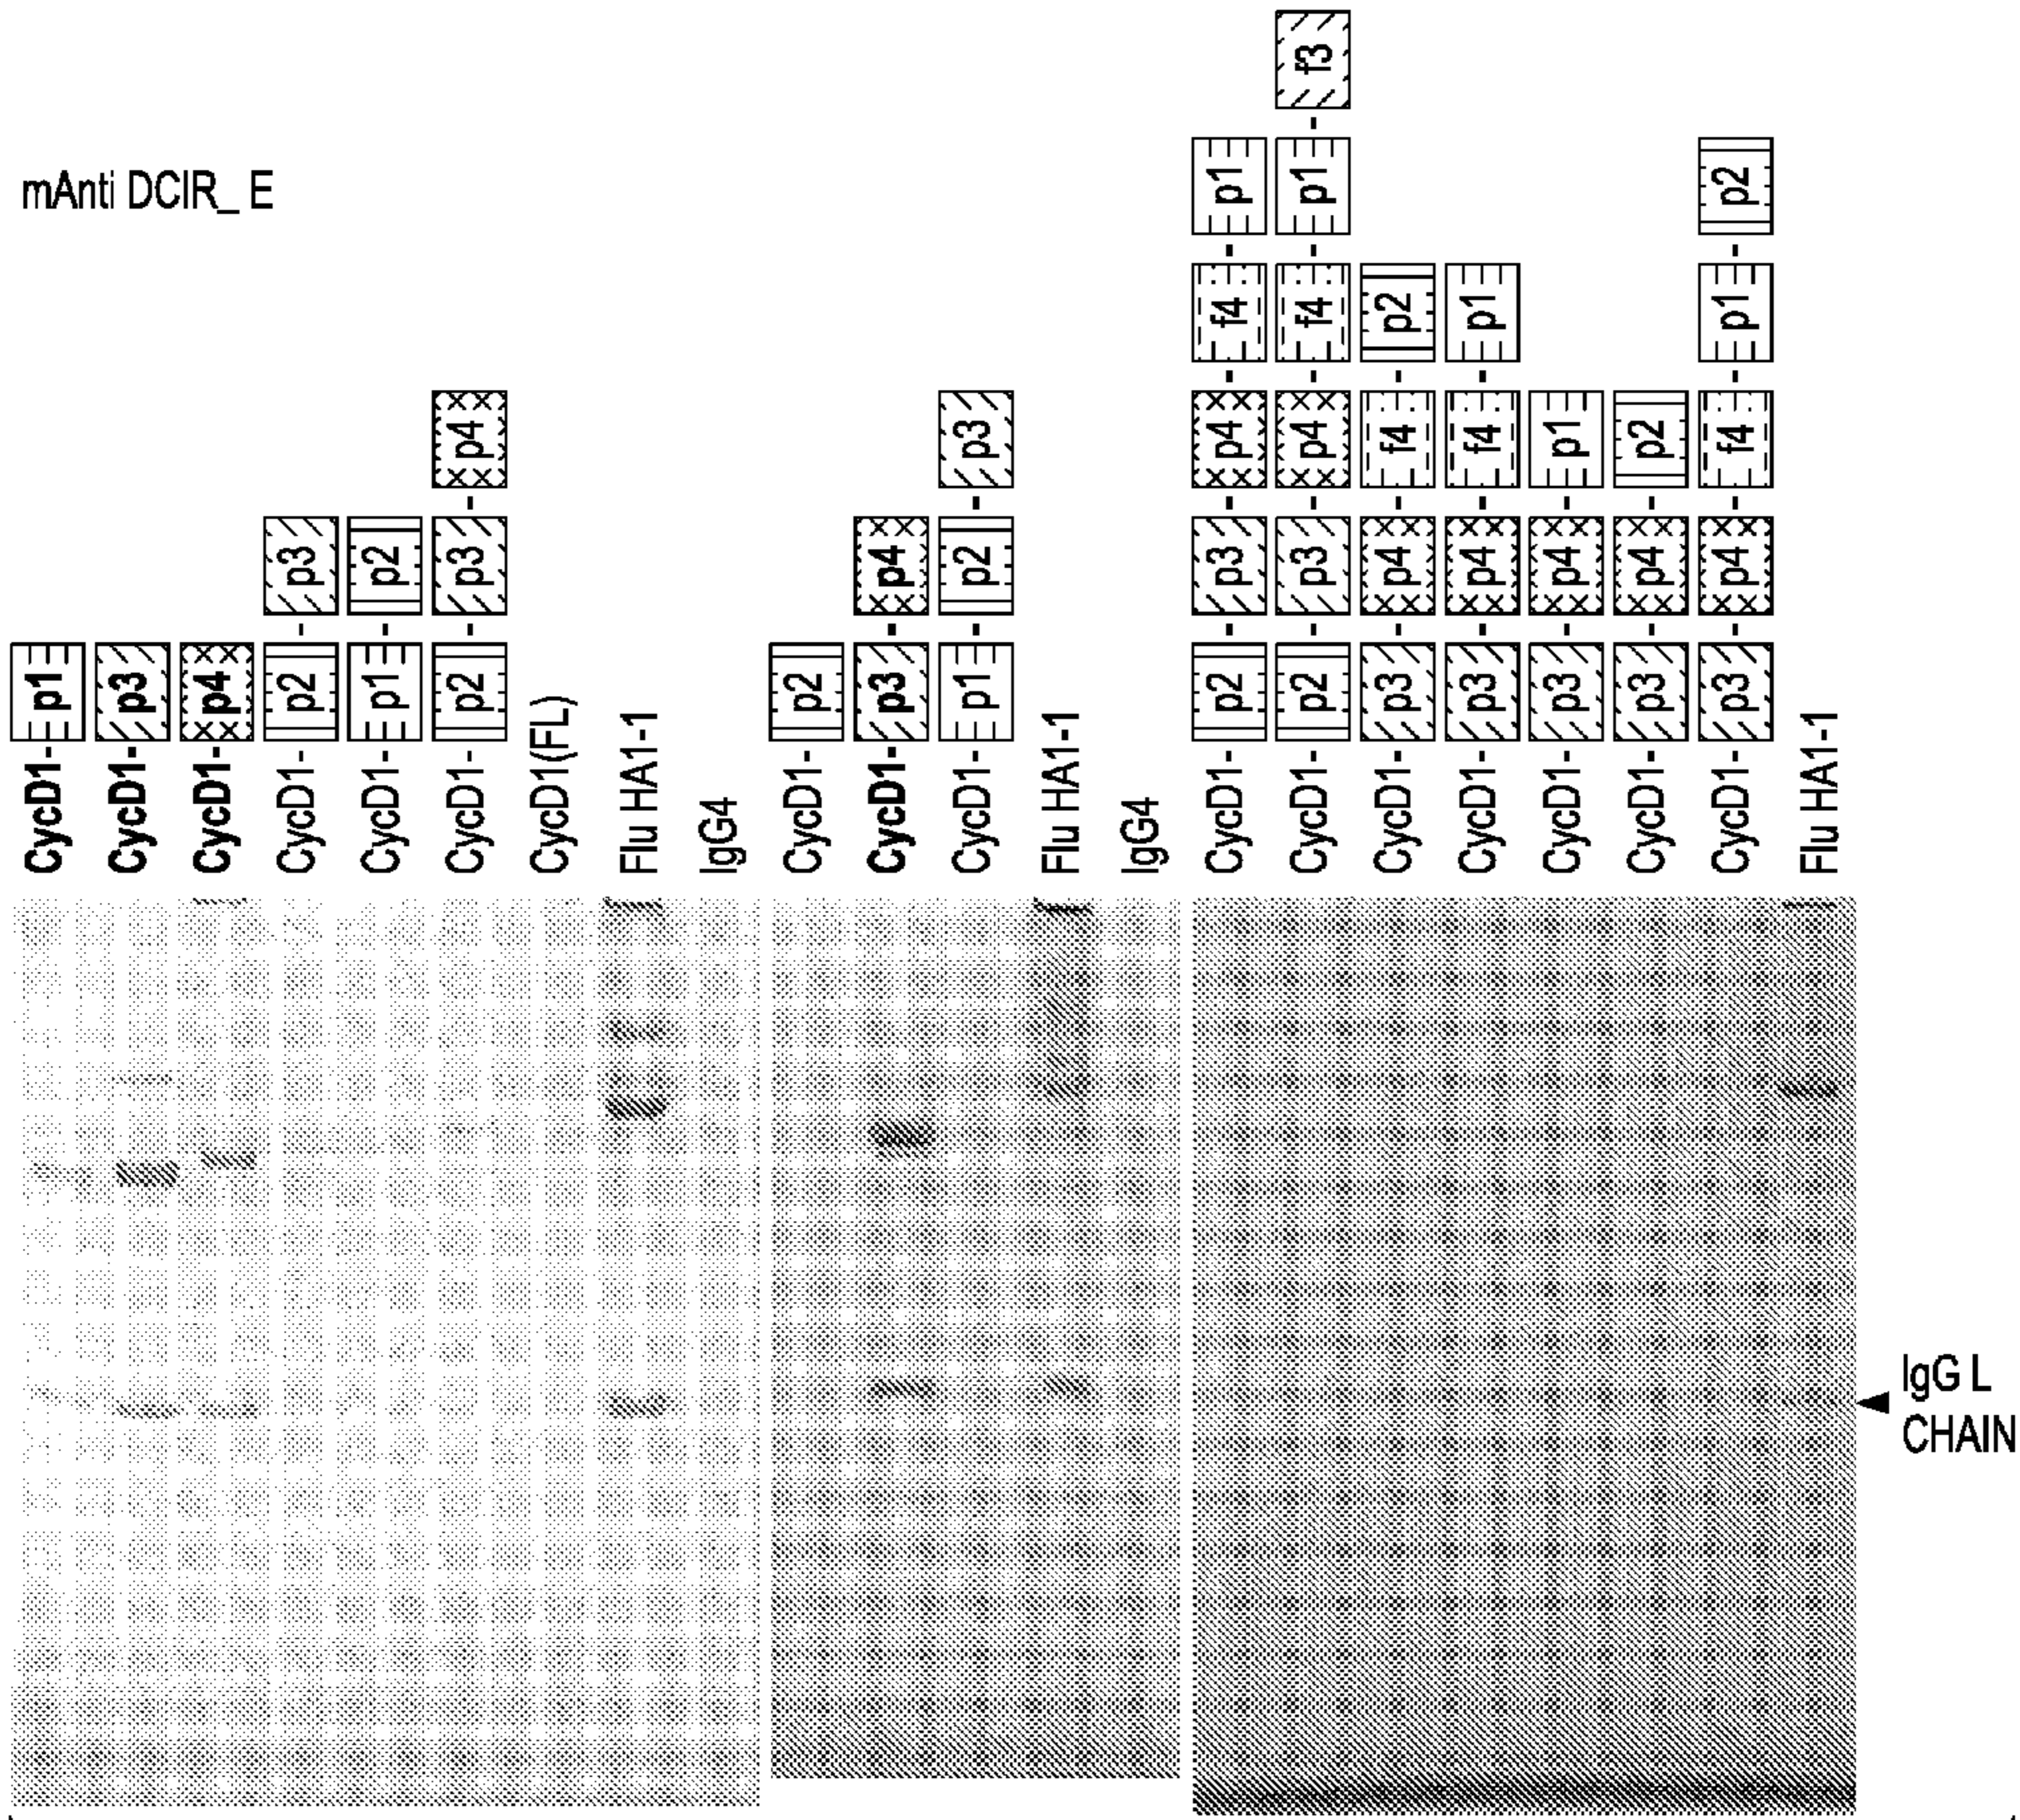 mAnti DCIR_ E
CycD1-p1
CycD1-p3
CycD1-p4
CycD1-p2-p3
CycD1-p1-p2
CycD1-p2-p3-p4
CycD1(FL)
Flu HA1-1
IgG4
CycD1-p2
CycD1-p3-p4
CycD1-p1-p2-p3
Flu HA1-1
IgG4
CycD1-p2-p3-p4-f4-p1
CycD1-p2-p3-p4-f4-p1-f3
CycD1-p3-p4-f4-p2
CycD1-p3-p4-f4-p1
CycD1-p3-p4-p1
CycD1-p3-p4-p2
CycD1-p3-p4-f4-p1-p2
Flu HA1-1
IgG L
CHAIN